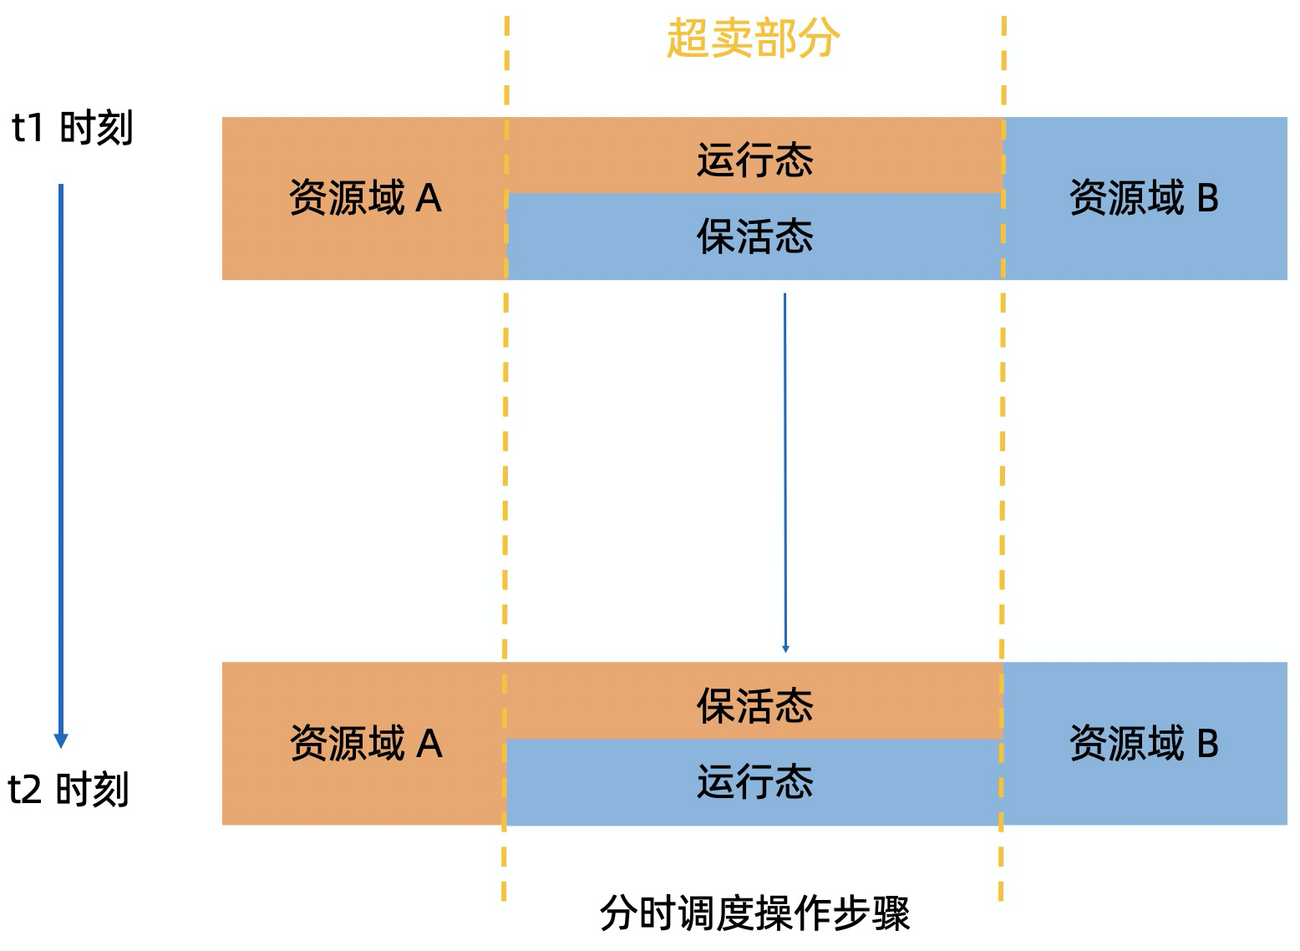 超卖部分
t1 时刻
运行态
资源域 A
资源域 B
保活态
保活态
资源域 A
资源域 B
运行态
t2 时刻
分时调度操作步骤